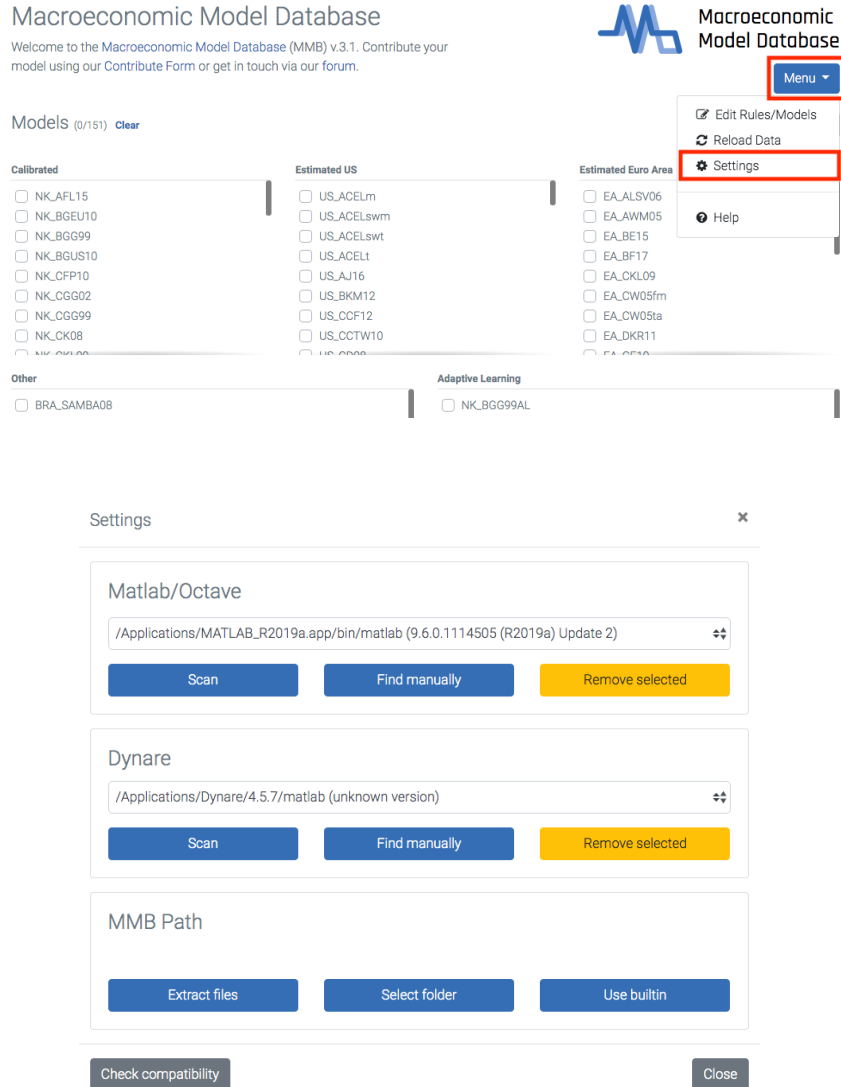 Macroeconomic Model Database
Welcome to the Macroeconomic Model Database (MMB) v.3.1. Contribute your
model using our Contribute Form or get in touch via our forum.
Macroeconomic
Model Database
Menu
Edit Rules/Models
Reload Data
Settings
Help
Models (0/151) Clear
Calibrated
NK_AFL15
NK_BGEU10
NK_BGG99
NK_BGUS10
NK_CFP10
NK_CGG02
NK_CGG99
NK_CK08
Estimated US
US_ACELm
US_ACELswm
US_ACELswt
US_ACELt
US_AJ16
US_BKM12
US_CCF12
US_CCTW10
Estimated Euro Area
EA_ALSV06
EA_AWM05
EA_BE15
EA_BF17
EA_CKL09
EA_CW05fm
EA_CW05ta
EA_DKR11
Other
BRA_SAMBA08
Adaptive Learning
NK_BGG99AL
Settings
Matlab/Octave
/Applications/MATLAB_R2019a.app/bin/matlab (9.6.0.1114505 (R2019a) Update 2)
Scan
Find manually
Remove selected
Dynare
/Applications/Dynare/4.5.7/matlab (unknown version)
Scan
Find manually
Remove selected
MMB Path
Extract files
Select folder
Use builtin
Check compatibility
Close